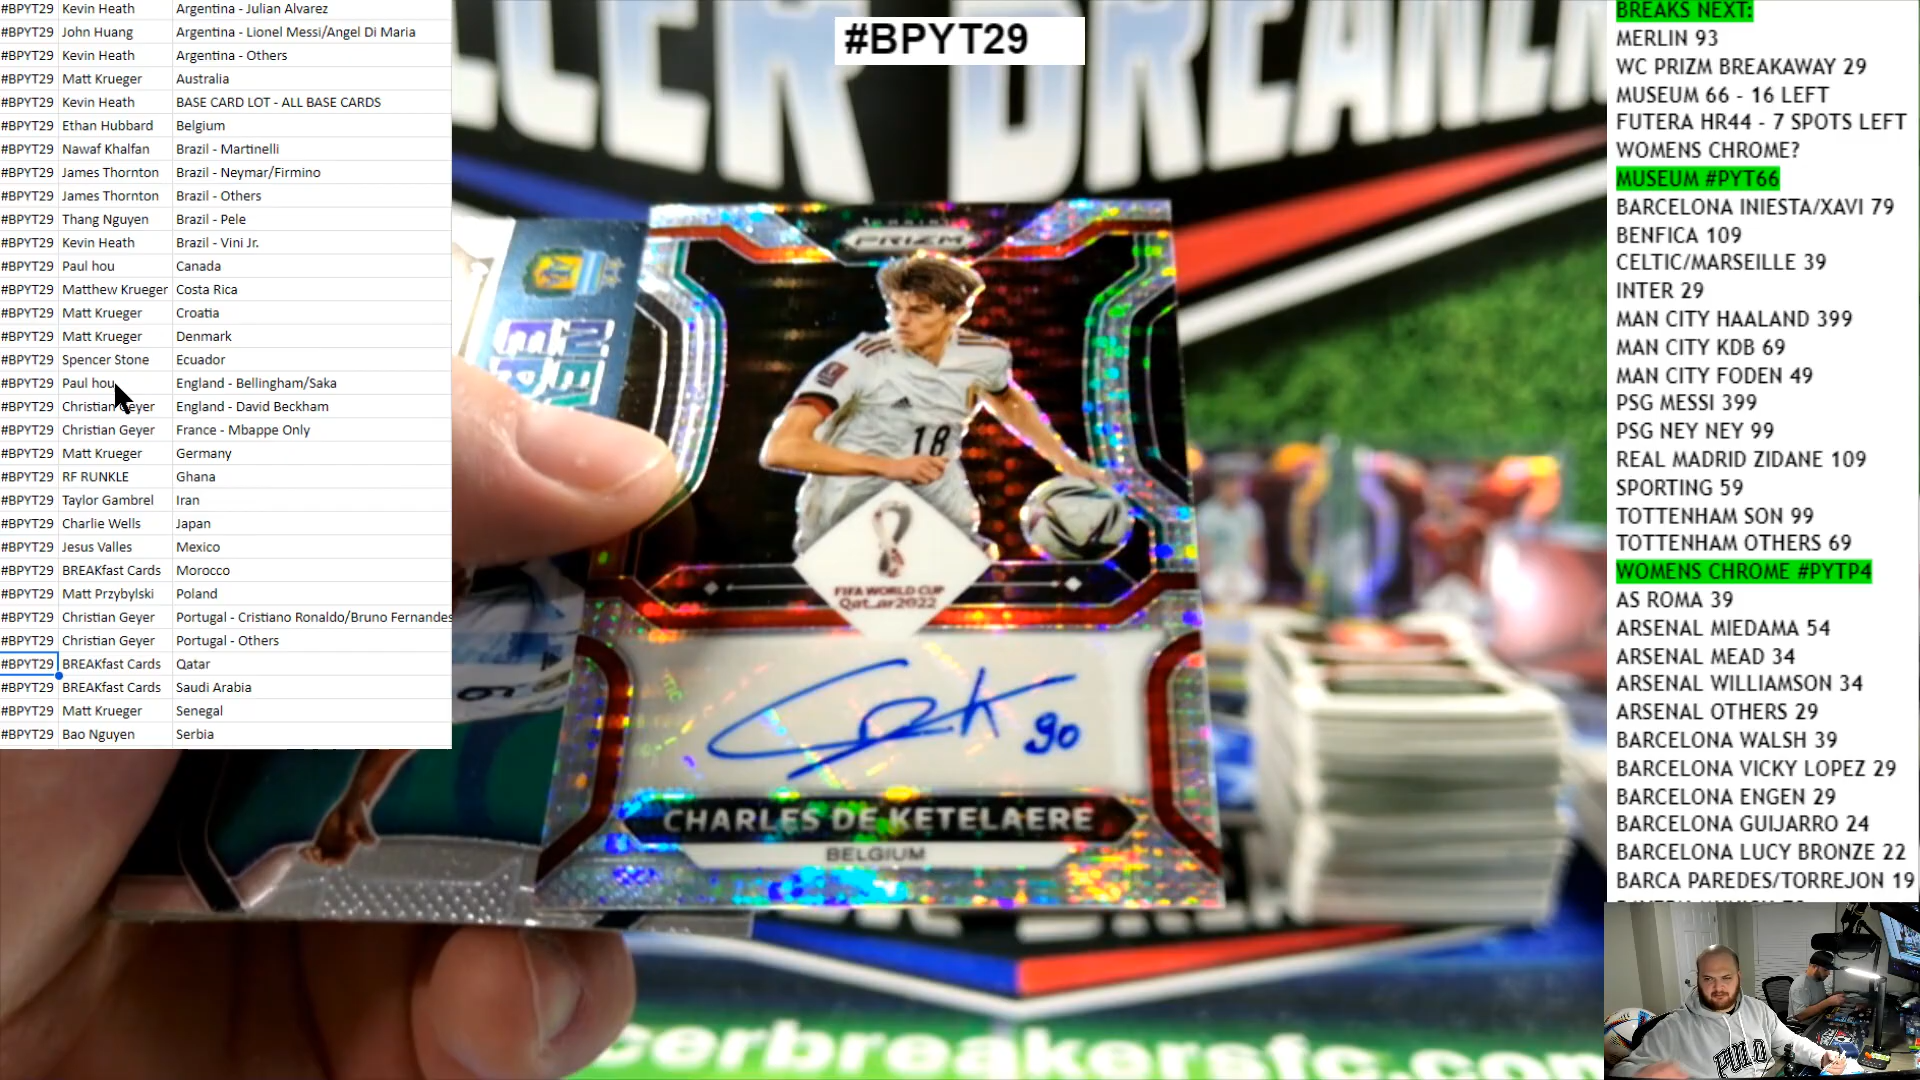 #BPYT29 Kevin Heath Argentina - Julian Alvarez
#BPYT29 John Huang Argentina - Lionel Messi/Angel Di Maria
#BPYT29 Kevin Heath Argentina - Others
#BPYT29 Matt Krueger Australia
#BPYT29 Kevin Heath BASE CARD LOT - ALL BASE CARDS
#BPYT29 Ethan Hubbard Belgium
#BPYT29 Nawaf Khalfan Brazil - Martinelli
#BPYT29 James Thornton Brazil - Neymar/Firmino
#BPYT29 James Thornton Brazil - Others
#BPYT29 Thang Nguyen Brazil - Pele
#BPYT29 Kevin Heath Brazil - Vini Jr.
#BPYT29 Paul hou Canada
#BPYT29 Matthew Krueger Costa Rica
#BPYT29 Matt Krueger Croatia
#BPYT29 Matt Krueger Denmark
#BPYT29 Spencer Stone Ecuador
#BPYT29 Paul hou England - Bellingham/Saka
#BPYT29 Christian Geyer England - David Beckham
#BPYT29 Christian Geyer France - Mbappe Only
#BPYT29 Matt Krueger Germany
#BPYT29 RF RUNKLE Ghana
#BPYT29 Taylor Gambrel Iran
#BPYT29 Charlie Wells Japan
#BPYT29 Jesus Valles Mexico
#BPYT29 BREAKfast Cards Morocco
#BPYT29 Matt Przybylski Poland
#BPYT29 Christian Geyer Portugal - Cristiano Ronaldo/Bruno Fernandes
#BPYT29 Christian Geyer Portugal - Others
#BPYT29 BREAKfast Cards Qatar
#BPYT29 BREAKfast Cards Saudi Arabia
#BPYT29 Matt Krueger Senegal
#BPYT29 Bao Nguyen Serbia
#BPYT29
PRIZM
18
FIFA WORLD CUP
Qatar2022
90
CHARLES DE KETELAERE
BELGIUM
cerbreakersfc.com
BREAKS NEXT:
MERLIN 93
WC PRIZM BREAKAWAY 29
MUSEUM 66 - 16 LEFT
FUTERA HR44 - 7 SPOTS LEFT
WOMENS CHROME?
MUSEUM #PYT66
BARCELONA INIESTA/XAVI 79
BENFICA 109
CELTIC/MARSEILLE 39
INTER 29
MAN CITY HAALAND 399
MAN CITY KDB 69
MAN CITY FODEN 49
PSG MESSI 399
PSG NEY NEY 99
REAL MADRID ZIDANE 109
SPORTING 59
TOTTENHAM SON 99
TOTTENHAM OTHERS 69
WOMENS CHROME #PYTP4
AS ROMA 39
ARSENAL MIEDAMA 54
ARSENAL MEAD 34
ARSENAL WILLIAMSON 34
ARSENAL OTHERS 29
BARCELONA WALSH 39
BARCELONA VICKY LOPEZ 29
BARCELONA ENGEN 29
BARCELONA GUIJARRO 24
BARCELONA LUCY BRONZE 22
BARCA PAREDES/TORREJON 19